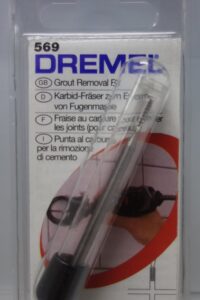 569
DREMEL
GB Grout Removal
D Karbid-Fräser zum
von Fugenmasse
F Fraise au carbure
les joints (pour
I Punta al carburo
per la rimozione
di cemento